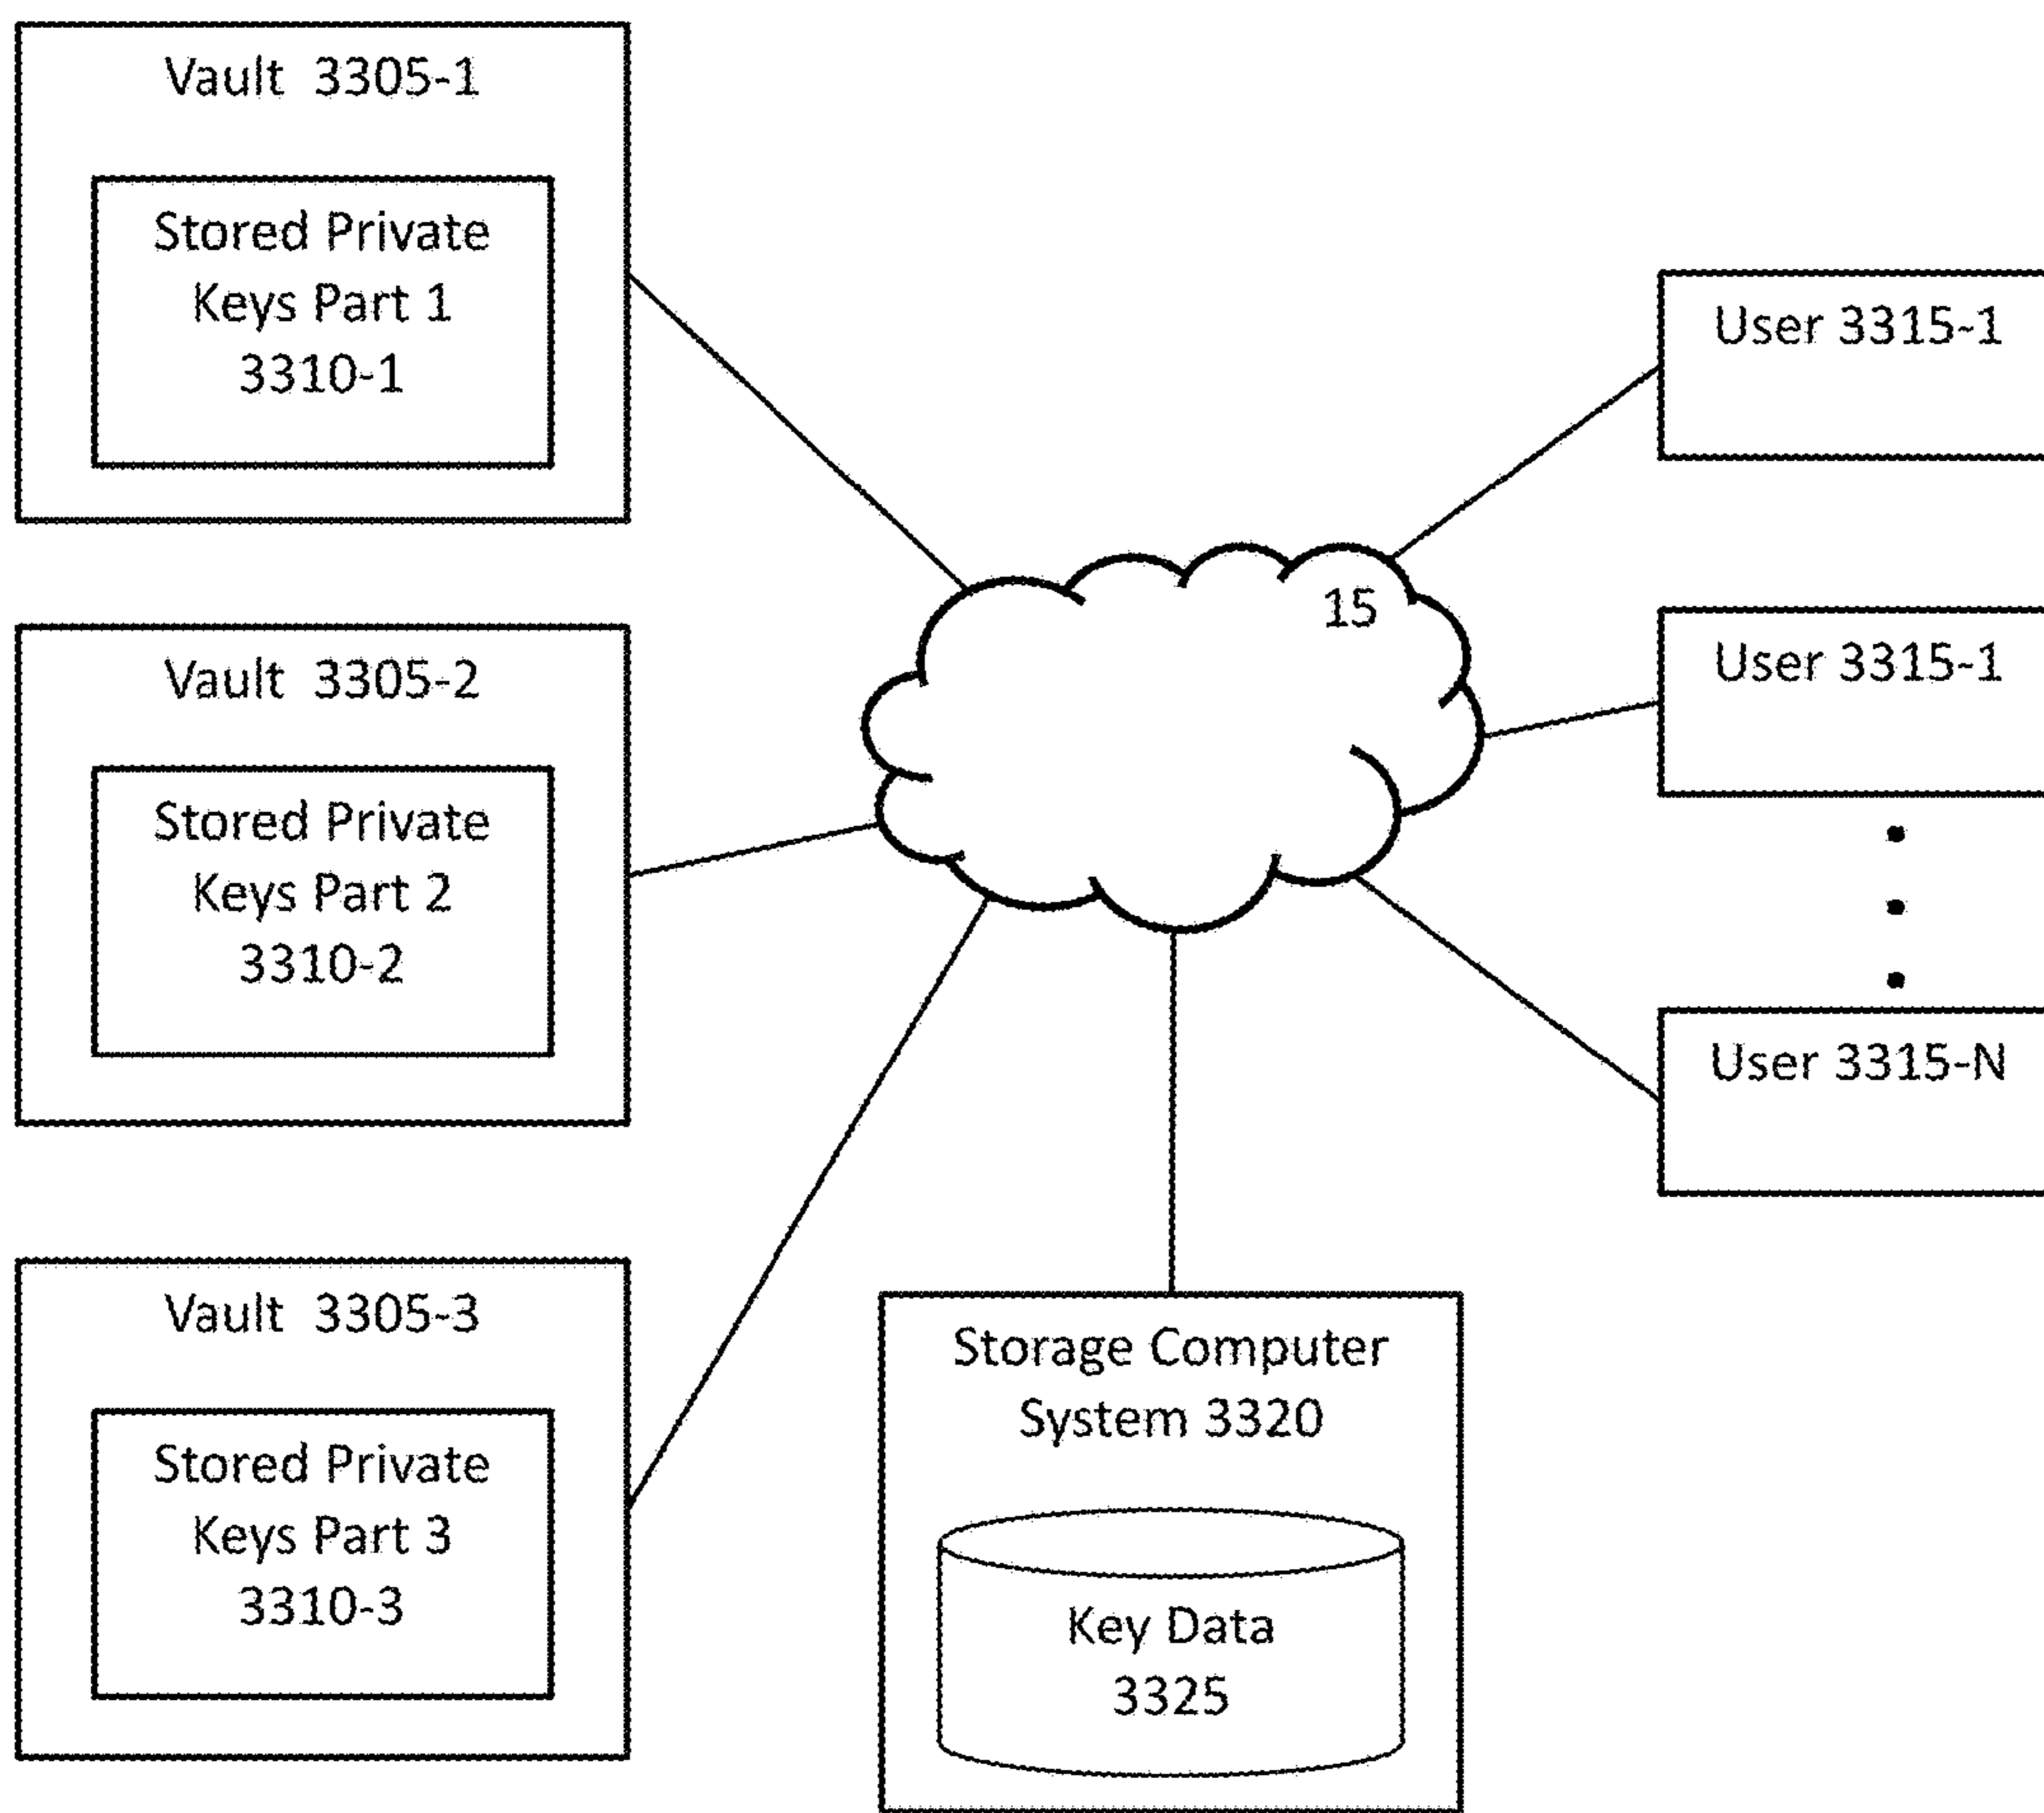 Vault 3305-1
Stored Private
Keys Part 1
3310-1
Vault 3305-2
Stored Private
Keys Part 2
3310-2
Vault 3305-3
Stored Private
Keys Part 3
3310-3
15
User 3315-1
User 3315-1
User 3315-N
Storage Computer
System 3320
Key Data
3325